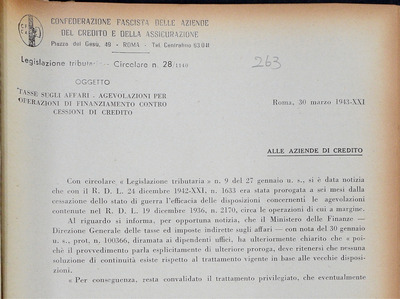 CONFEDERAZIONE FASCISTA DELLE AZIENDE
DEL CREDITO E DELLA ASSICURAZIONE
Piazza del Gesù, 49 - ROMA - Tel. Centralino 63.841
Legislazione tributaria - Circolare n. 28/1140
263
OGGETTO
TASSE SUGLI AFFARI - AGEVOLAZIONI PER
OPERAZIONI DI FINANZIAMENTO CONTRO
CESSIONI DI CREDITO
Roma, 30 marzo 1943-XXI
ALLE AZIENDE DI CREDITO
Con circolare « Legislazione tributaria » n. 9 del 27 gennaio u. s., si è data notizia
che con il R. D. L. 24 dicembre 1942-XXI, n. 1633 era stata prorogata a sei mesi dalla
cessazione dello stato di guerra l'efficacia delle disposizioni concernenti le agevolazioni
contenute nel R. D. L. 19 dicembre 1936, n. 2170, circa le operazioni di cui a margine.
Al riguardo si informa, per opportuna notizia, che il Ministero delle Finanze —
Direzione Generale delle tasse ed imposte indirette sugli affari — con nota del 30 gennaio
u. s., prot. n. 100366, diramata ai dipendenti uffici, ha ulteriormente chiarito che « poi-
chè il provvedimento parla esplicitamente di ulteriore proroga, deve ritenersi che nessuna
soluzione di continuità esiste rispetto al trattamento vigente in base alle vecchie disposi-
zioni.
« Per conseguenza, resta convalidato il trattamento privilegiato, che eventualmente